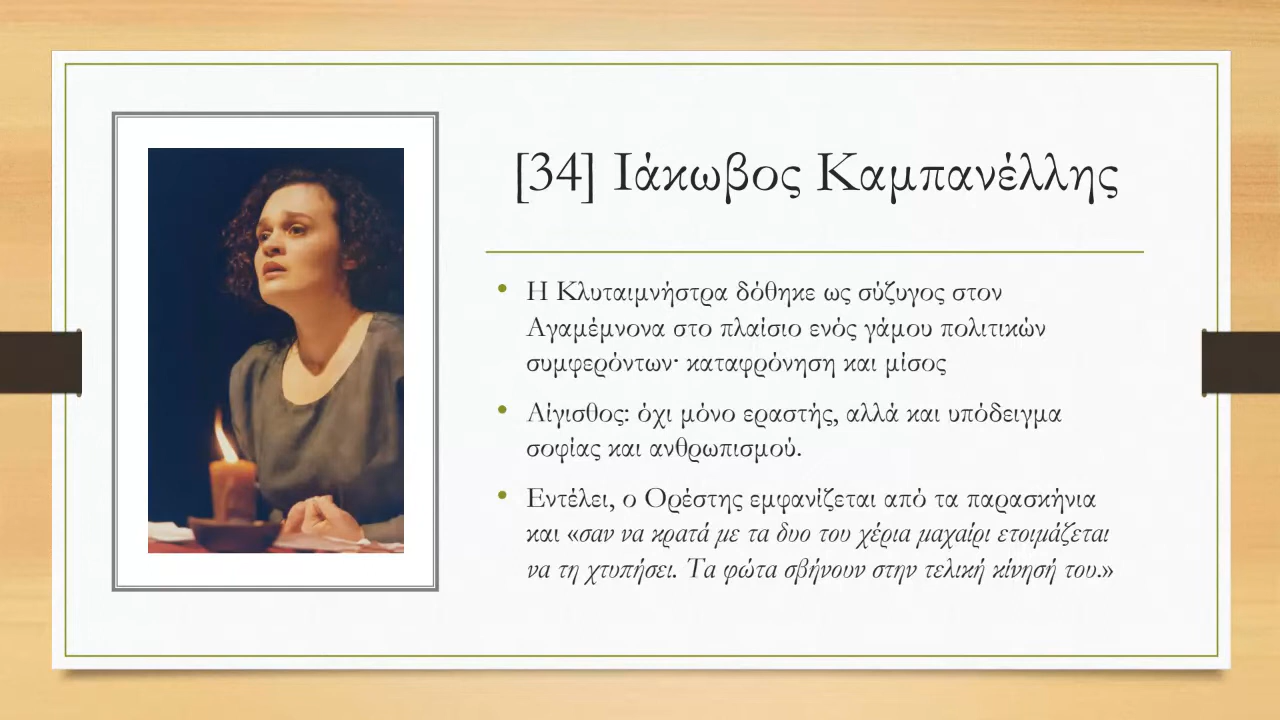 [34] Ιάκωβος Καμπανέλλης
• Η Κλυταιμνήστρα δόθηκε ως σύζυγος στον
Αγαμέμνονα στο πλαίσιο ενός γάμου πολιτικών
συμφερόντων· καταφρόνηση και μίσος
• Αίγισθος: όχι μόνο εραστής, αλλά και υπόδειγμα
σοφίας και ανθρωπισμού.
• Εντέλει, ο Ορέστης εμφανίζεται από τα παρασκήνια
και «σαν να κρατά με τα δυο του χέρια μαχαίρι ετοιμάζεται
να τη χτυπήσει. Τα φώτα σβήνουν στην τελική κίνησή του.»